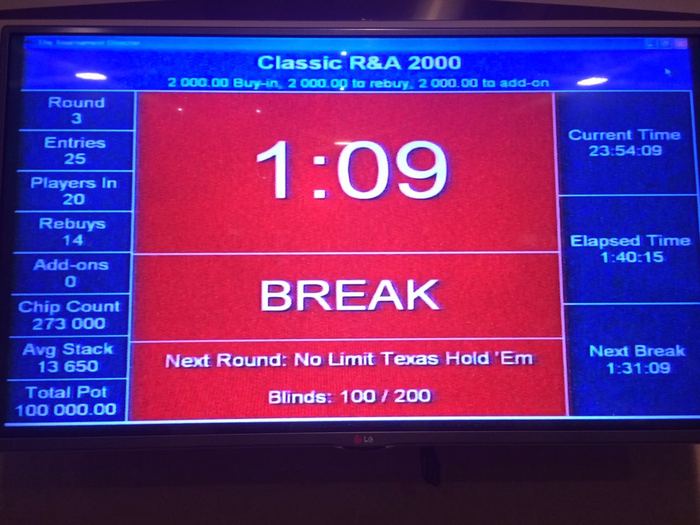 The Tournament Director
Classic R&A 2000
2 000.00 Buy-in, 2 000.00 to rebuy, 2 000.00 to add-on
Round
3
Entries
25
Players In
20
Rebuys
14
Add-ons
0
Chip Count
273 000
Avg Stack
13 650
Total Pot
100 000.00
1:09
BREAK
Next Round: No Limit Texas Hold 'Em
Blinds: 100 / 200
Current Time
23:54:09
Elapsed Time
1:40:15
Next Break
1:31:09
LG